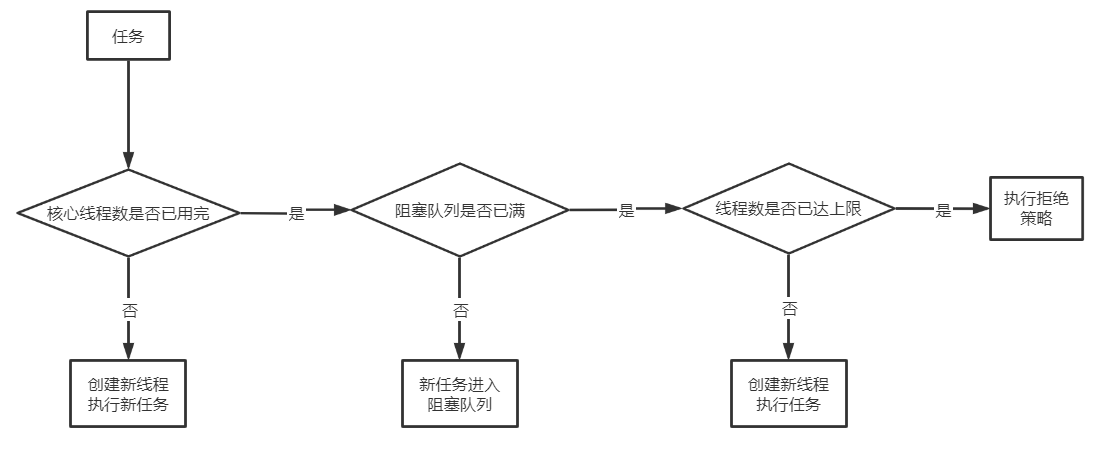 任务
核心线程数是否已用完
是
阻塞队列是否已满
是
线程数是否已达上限
是
执行拒绝
策略
否
否
否
创建新线程
执行新任务
新任务进入
阻塞队列
创建新线程
执行任务